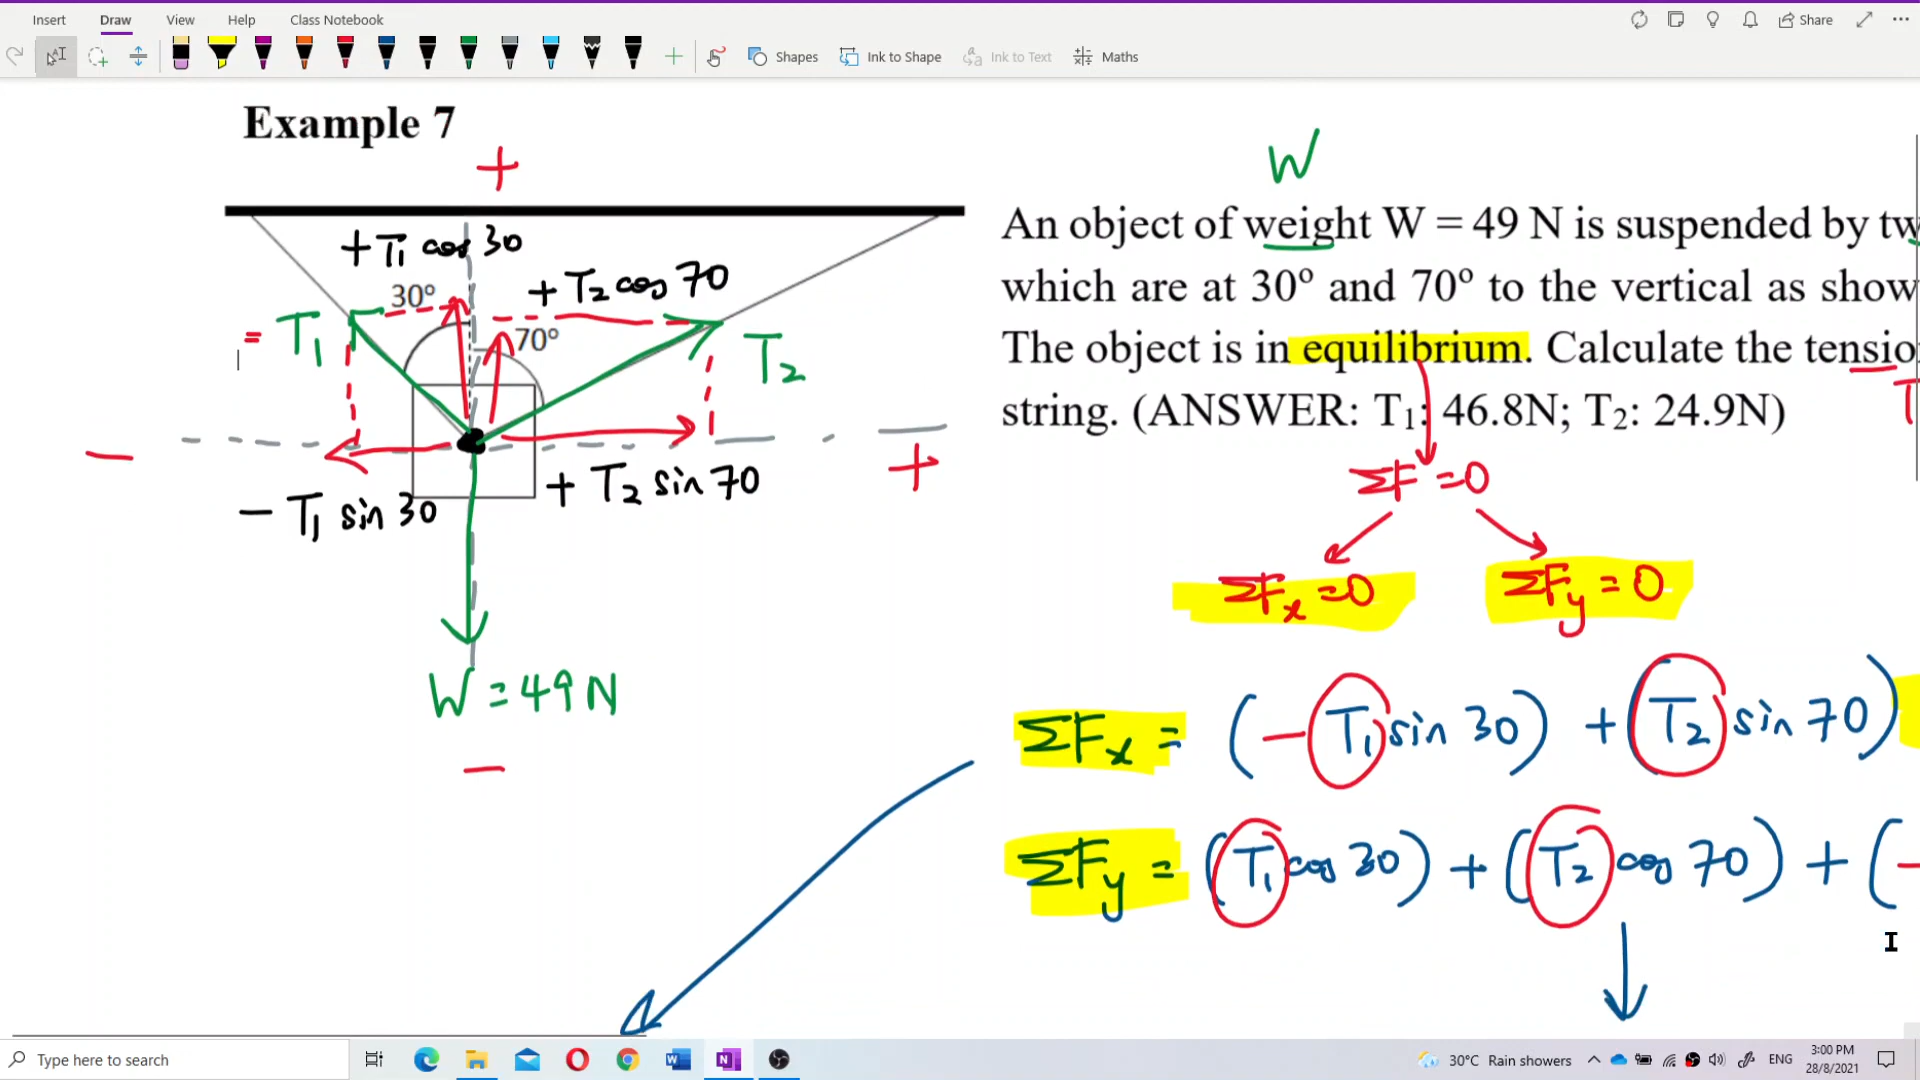 Insert Draw View Help Class Notebook Share
Shapes Ink to Shape Ink to Text Maths
Example 7
+
W
An object of weight W = 49 N is suspended by tw
which are at 30º and 70º to the vertical as show
The object is in equilibrium. Calculate the tensio
string. (ANSWER: T₁: 46.8N; T₂: 24.9N)
+T₁ cos 30
30º
+ T₂ cos 70
= T₁
70º
T₂
−
+
− T₁ sin 30
+ T₂ sin 70
W = 49 N
−
ΣF = 0
ΣFx = 0
ΣFy = 0
ΣFx = (−T₁ sin 30) + (T₂ sin 70)
ΣFy = (T₁ cos 30) + (T₂ cos 70) + (−
Type here to search
30°C Rain showers
ENG
3:00 PM
28/8/2021